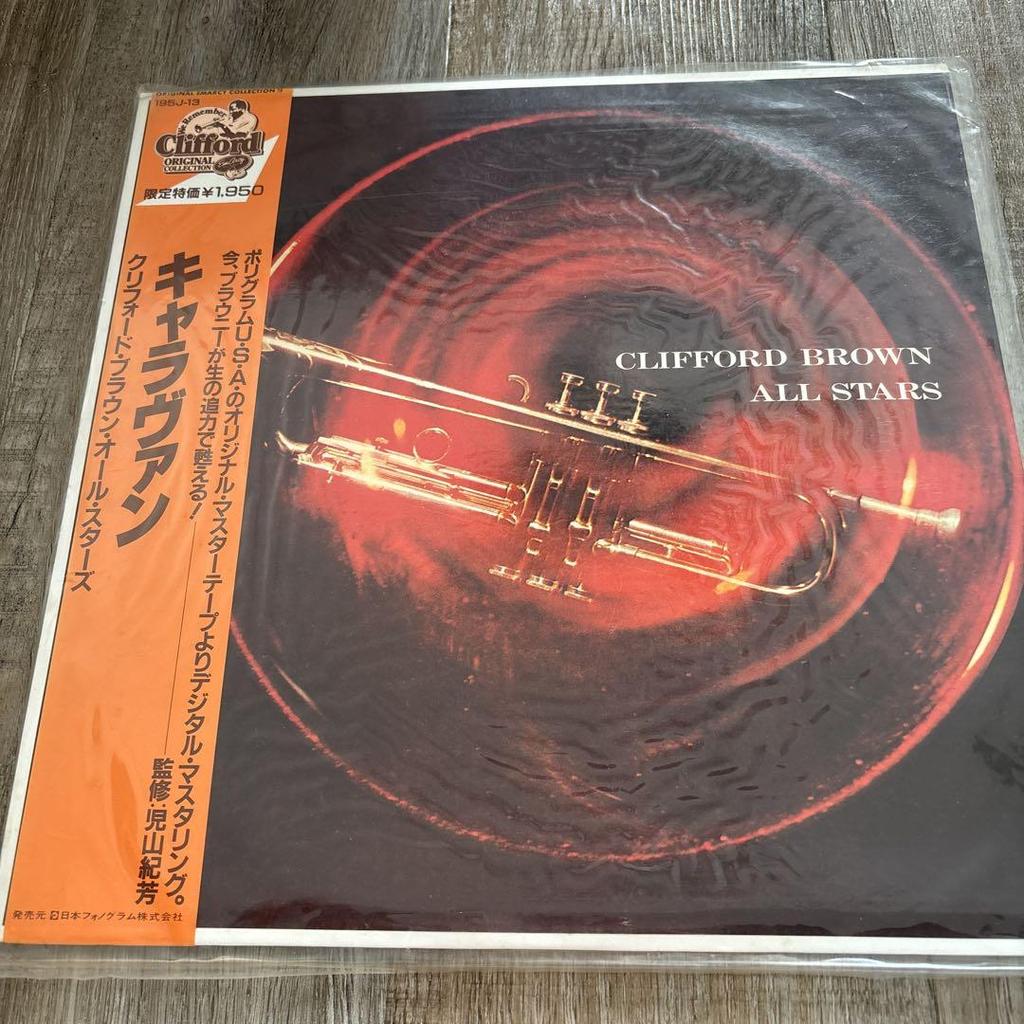 ORIGINAL EMARCY COLLECTION
195J-13
We Remember
Clifford
ORIGINAL
COLLECTION
限定特価¥1,950
ポリグラムU・S・A・のオリジナル・マスターテープよりデジタル・マスタリング。
今、ブラウニーが生の迫力で甦える!
監修:児山紀芳
キャラヴァン
クリフォード・ブラウン・オール・スターズ
発売元 日本フォノグラム株式会社
CLIFFORD BROWN
ALL STARS